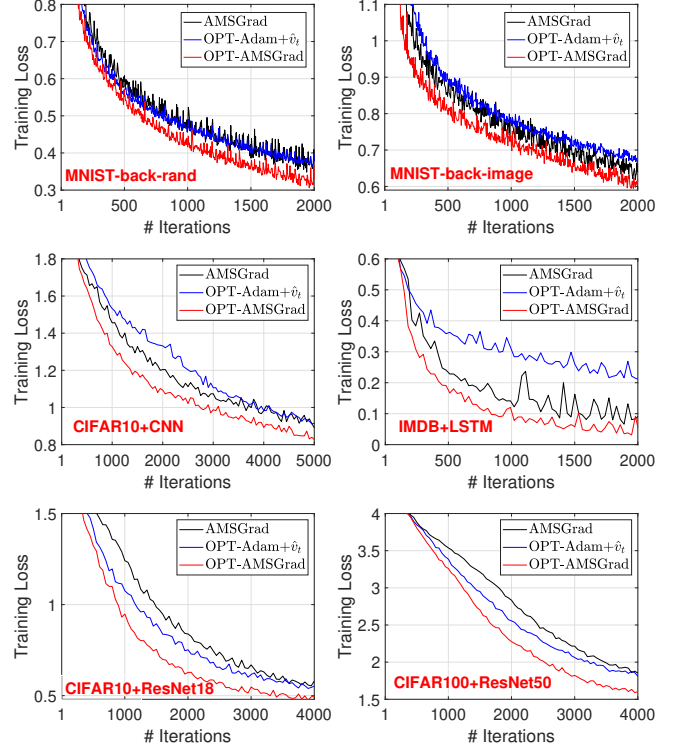 0.8
0.7
0.6
0.5
0.4
0.3
Training Loss
AMSGrad
OPT-Adam+v̂ₜ
OPT-AMSGrad
MNIST-back-rand
1 500 1000 1500 2000
# Iterations
1.1
1
0.9
0.8
0.7
0.6
Training Loss
AMSGrad
OPT-Adam+v̂ₜ
OPT-AMSGrad
MNIST-back-image
1 500 1000 1500 2000
# Iterations
1.8
1.6
1.4
1.2
1
0.8
Training Loss
AMSGrad
OPT-Adam+v̂ₜ
OPT-AMSGrad
CIFAR10+CNN
1 1000 2000 3000 4000 5000
# Iterations
0.6
0.5
0.4
0.3
0.2
0.1
0
Training Loss
AMSGrad
OPT-Adam+v̂ₜ
OPT-AMSGrad
IMDB+LSTM
1 500 1000 1500 2000
# Iterations
1.5
1
0.5
Training Loss
AMSGrad
OPT-Adam+v̂ₜ
OPT-AMSGrad
CIFAR10+ResNet18
1 1000 2000 3000 4000
# Iterations
4
3.5
3
2.5
2
1.5
Training Loss
AMSGrad
OPT-Adam+v̂ₜ
OPT-AMSGrad
CIFAR100+ResNet50
1 1000 2000 3000 4000
# Iterations